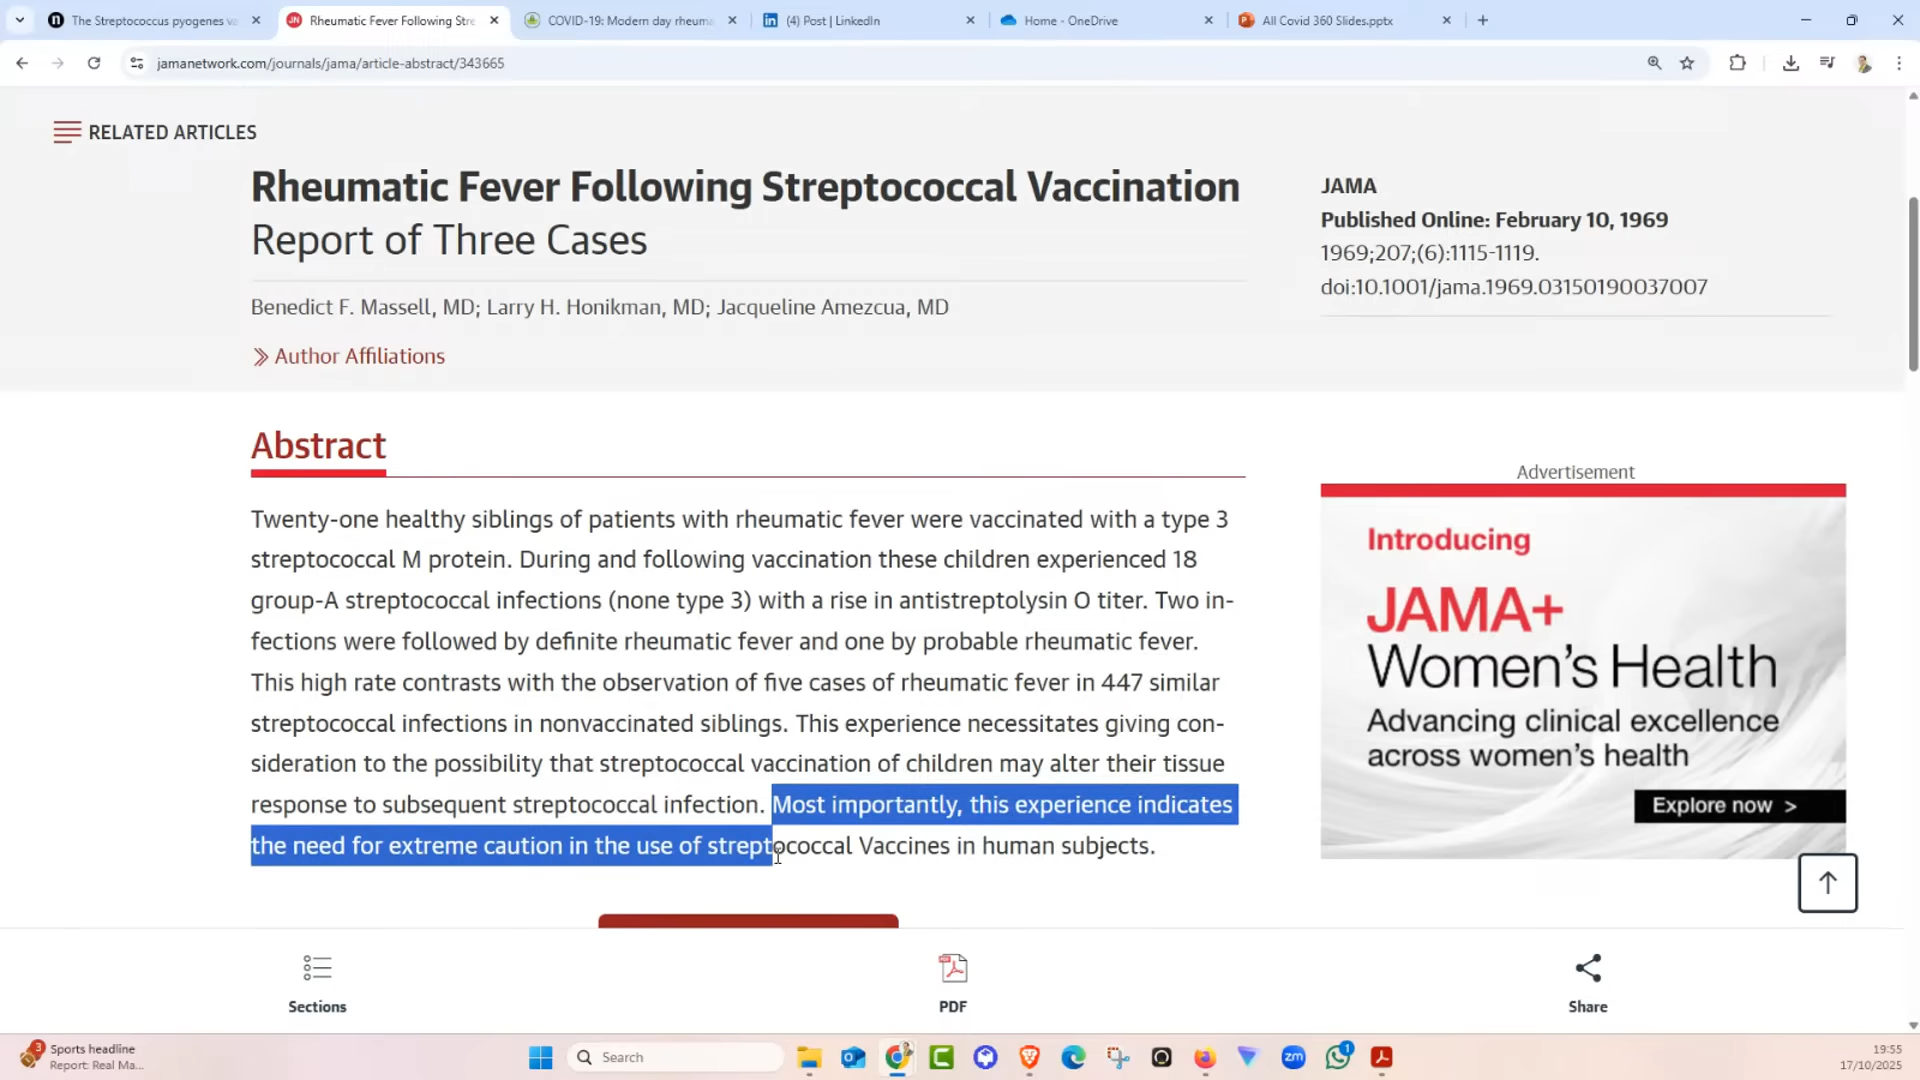 The Streptococcus pyogenes va
Rheumatic Fever Following Stre
COVID-19: Modern day rheuma
(4) Post | LinkedIn
Home - OneDrive
All Covid 360 Slides.pptx
jamanetwork.com/journals/jama/article-abstract/343665
RELATED ARTICLES
Rheumatic Fever Following Streptococcal Vaccination
Report of Three Cases
Benedict F. Massell, MD; Larry H. Honikman, MD; Jacqueline Amezcua, MD
Author Affiliations
JAMA
Published Online: February 10, 1969
1969;207;(6):1115-1119.
doi:10.1001/jama.1969.03150190037007
Abstract
Twenty-one healthy siblings of patients with rheumatic fever were vaccinated with a type 3
streptococcal M protein. During and following vaccination these children experienced 18
group-A streptococcal infections (none type 3) with a rise in antistreptolysin O titer. Two in-
fections were followed by definite rheumatic fever and one by probable rheumatic fever.
This high rate contrasts with the observation of five cases of rheumatic fever in 447 similar
streptococcal infections in nonvaccinated siblings. This experience necessitates giving con-
sideration to the possibility that streptococcal vaccination of children may alter their tissue
response to subsequent streptococcal infection. Most importantly, this experience indicates
the need for extreme caution in the use of streptococcal Vaccines in human subjects.
Advertisement
Introducing
JAMA+
Women's Health
Advancing clinical excellence
across women's health
Explore now >
Sections
PDF
Share
3
Sports headline
Report: Real Ma...
Search
zm
1
19:55
17/10/2025